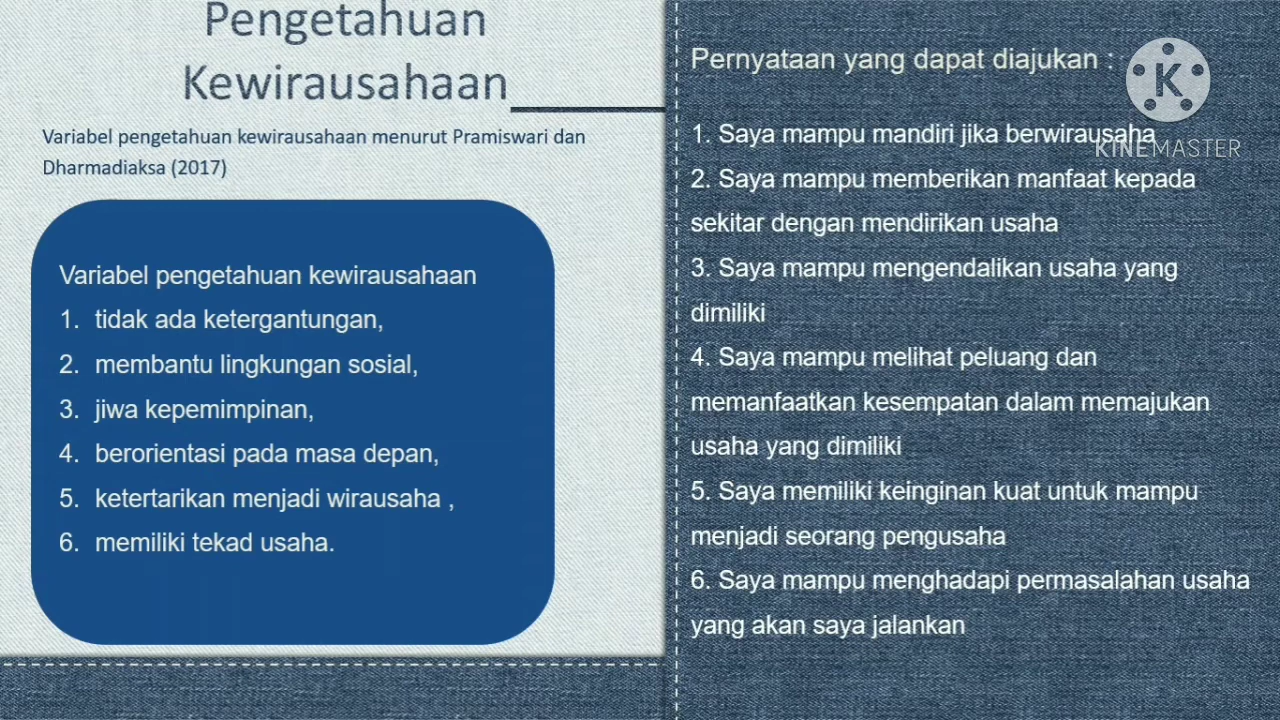 Pengetahuan
Kewirausahaan
Variabel pengetahuan kewirausahaan menurut Pramiswari dan
Dharmadiaksa (2017)
Variabel pengetahuan kewirausahaan
1. tidak ada ketergantungan,
2. membantu lingkungan sosial,
3. jiwa kepemimpinan,
4. berorientasi pada masa depan,
5. ketertarikan menjadi wirausaha ,
6. memiliki tekad usaha.
Pernyataan yang dapat diajukan :
1. Saya mampu mandiri jika berwirausaha
2. Saya mampu memberikan manfaat kepada
sekitar dengan mendirikan usaha
3. Saya mampu mengendalikan usaha yang
dimiliki
4. Saya mampu melihat peluang dan
memanfaatkan kesempatan dalam memajukan
usaha yang dimiliki
5. Saya memiliki keinginan kuat untuk mampu
menjadi seorang pengusaha
6. Saya mampu menghadapi permasalahan usaha
yang akan saya jalankan
K
KINEMASTER